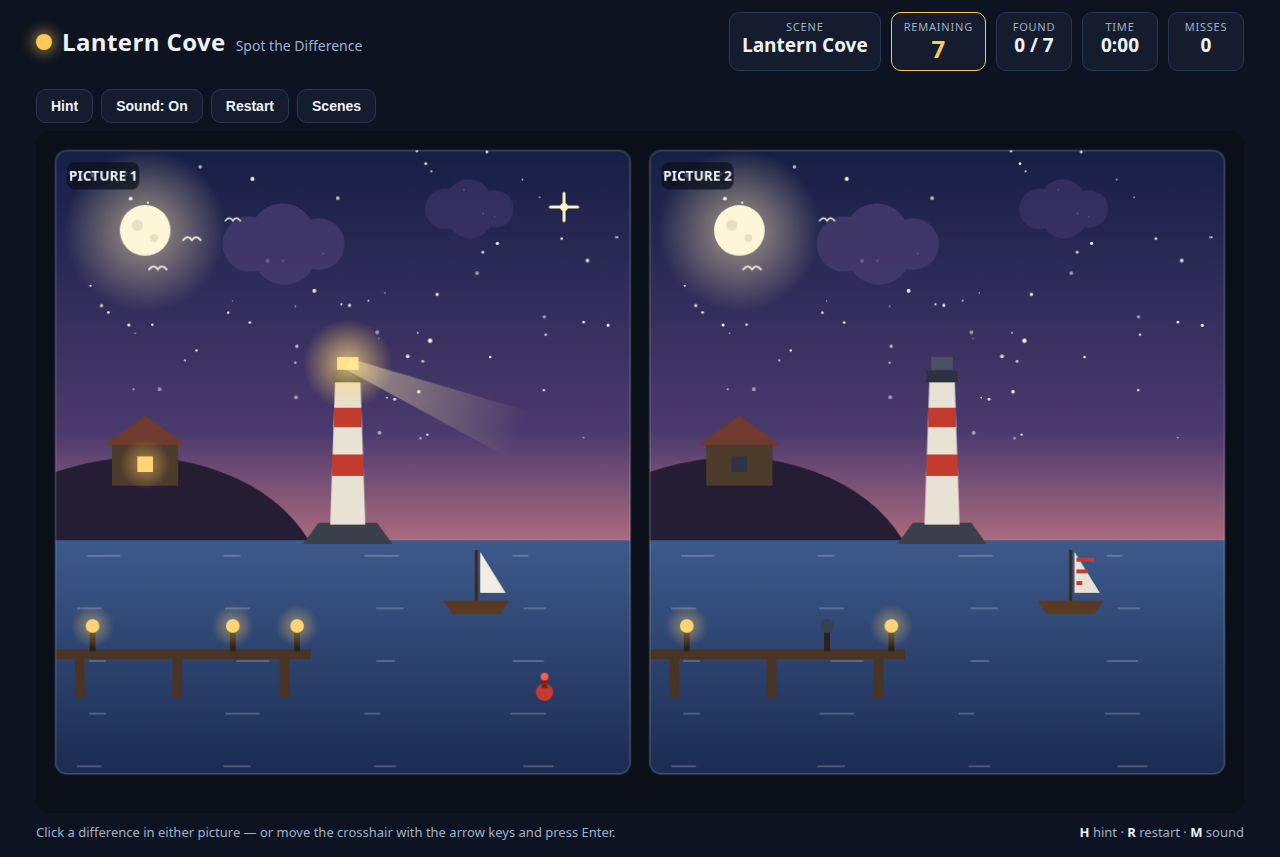 Lantern Cove Spot the Difference
SCENE
Lantern Cove
REMAINING
7
FOUND
0 / 7
TIME
0:00
MISSES
0
Hint
Sound: On
Restart
Scenes
PICTURE 1
PICTURE 2
Click a difference in either picture — or move the crosshair with the arrow keys and press Enter.
H hint · R restart · M sound